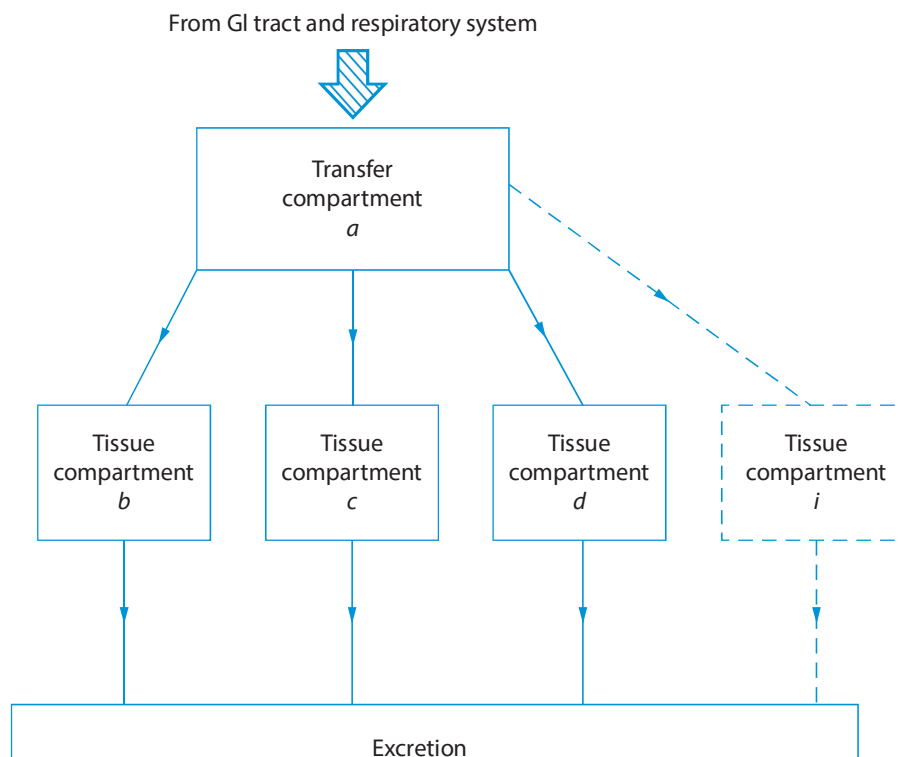 From GI tract and respiratory system
Transfer
compartment
a
Tissue
compartment
b
Tissue
compartment
c
Tissue
compartment
d
Tissue
compartment
i
Excretion